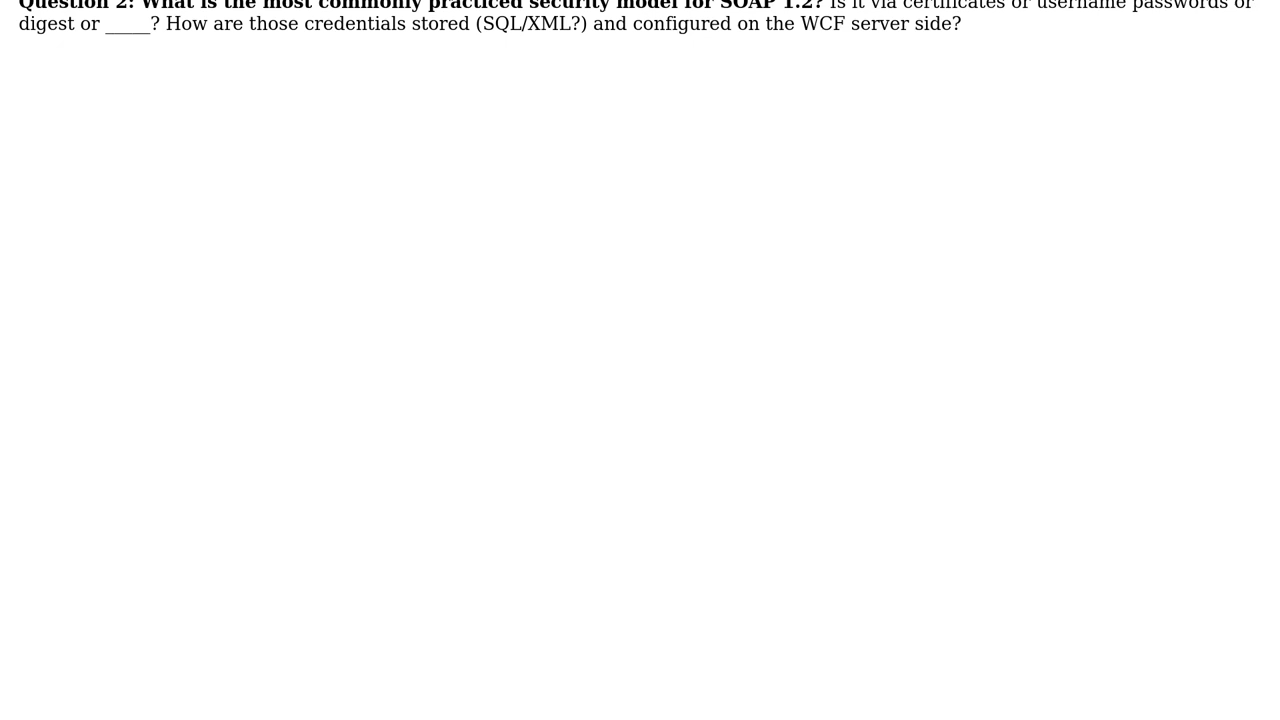 Question 2: What is the most commonly practiced security model for SOAP 1.2? Is it via certificates or username passwords or
digest or _____? How are those credentials stored (SQL/XML?) and configured on the WCF server side?